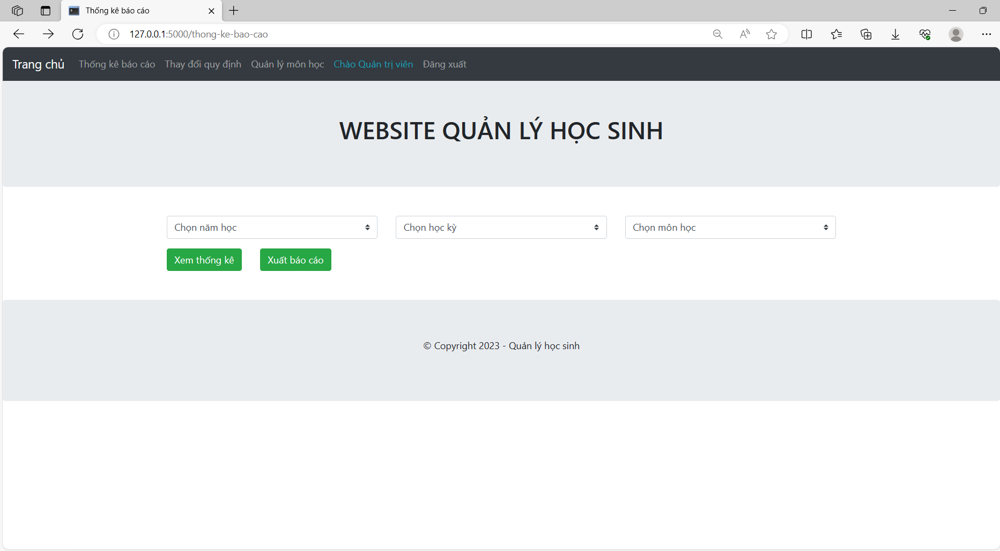 Thống kê báo cáo
127.0.0.1:5000/thong-ke-bao-cao
Trang chủ Thống kê báo cáo Thay đổi quy định Quản lý môn học Chào Quản trị viên Đăng xuất
WEBSITE QUẢN LÝ HỌC SINH
Chọn năm học Chọn học kỳ Chọn môn học
Xem thống kê Xuất báo cáo
© Copyright 2023 - Quản lý học sinh